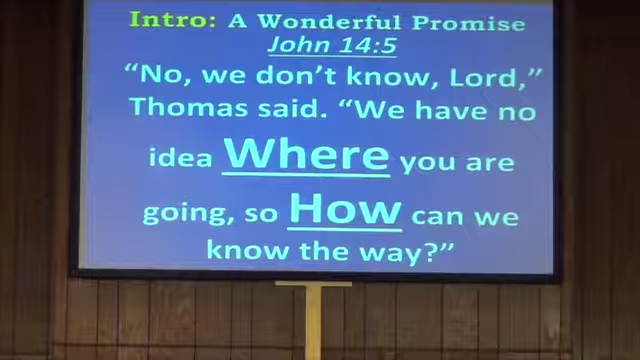 Intro: A Wonderful Promise
John 14:5
“No, we don’t know, Lord,”
Thomas said. “We have no
idea Where you are
going, so How can we
know the way?”